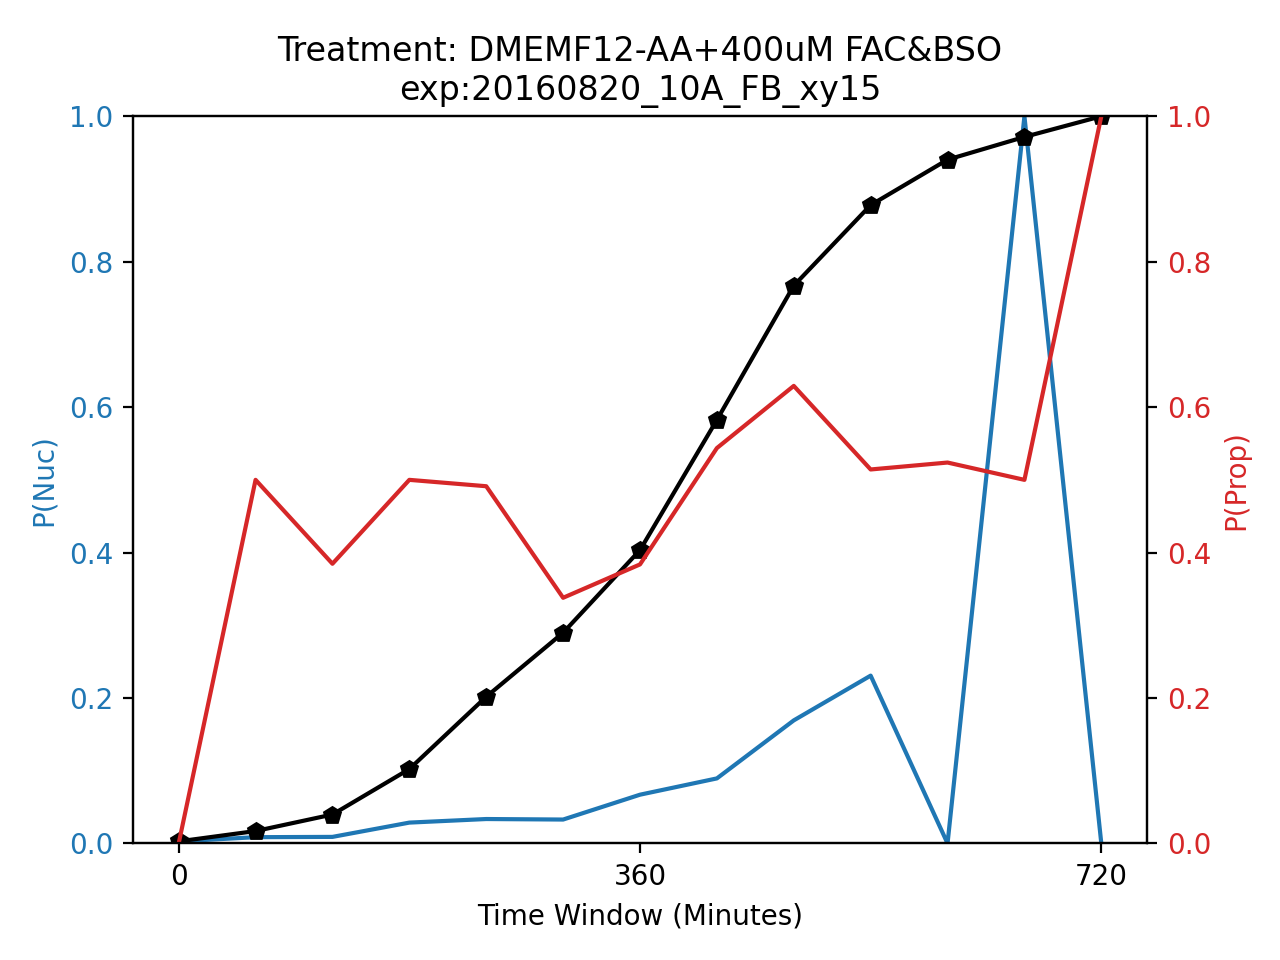 Treatment: DMEMF12-AA+400uM FAC&BSO
exp:20160820_10A_FB_xy15
1.0
0.8
0.6
0.4
0.2
0.0
P(Nuc)
1.0
0.8
0.6
0.4
0.2
0.0
P(Prop)
0 360 720
Time Window (Minutes)